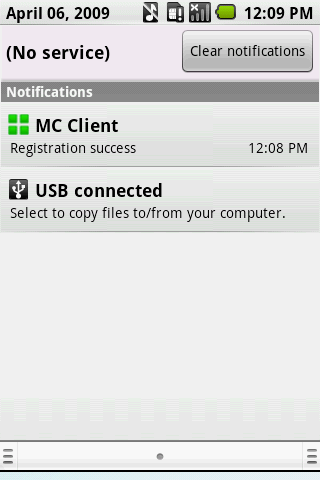 April 06, 2009 12:09 PM
(No service) Clear notifications
Notifications
MC Client
Registration success 12:08 PM
USB connected
Select to copy files to/from your computer.